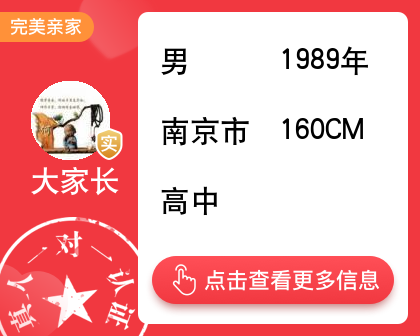 完美亲家
男 1989年
南京市 160CM
高中
实
大家长
真人一对一认证
点击查看更多信息